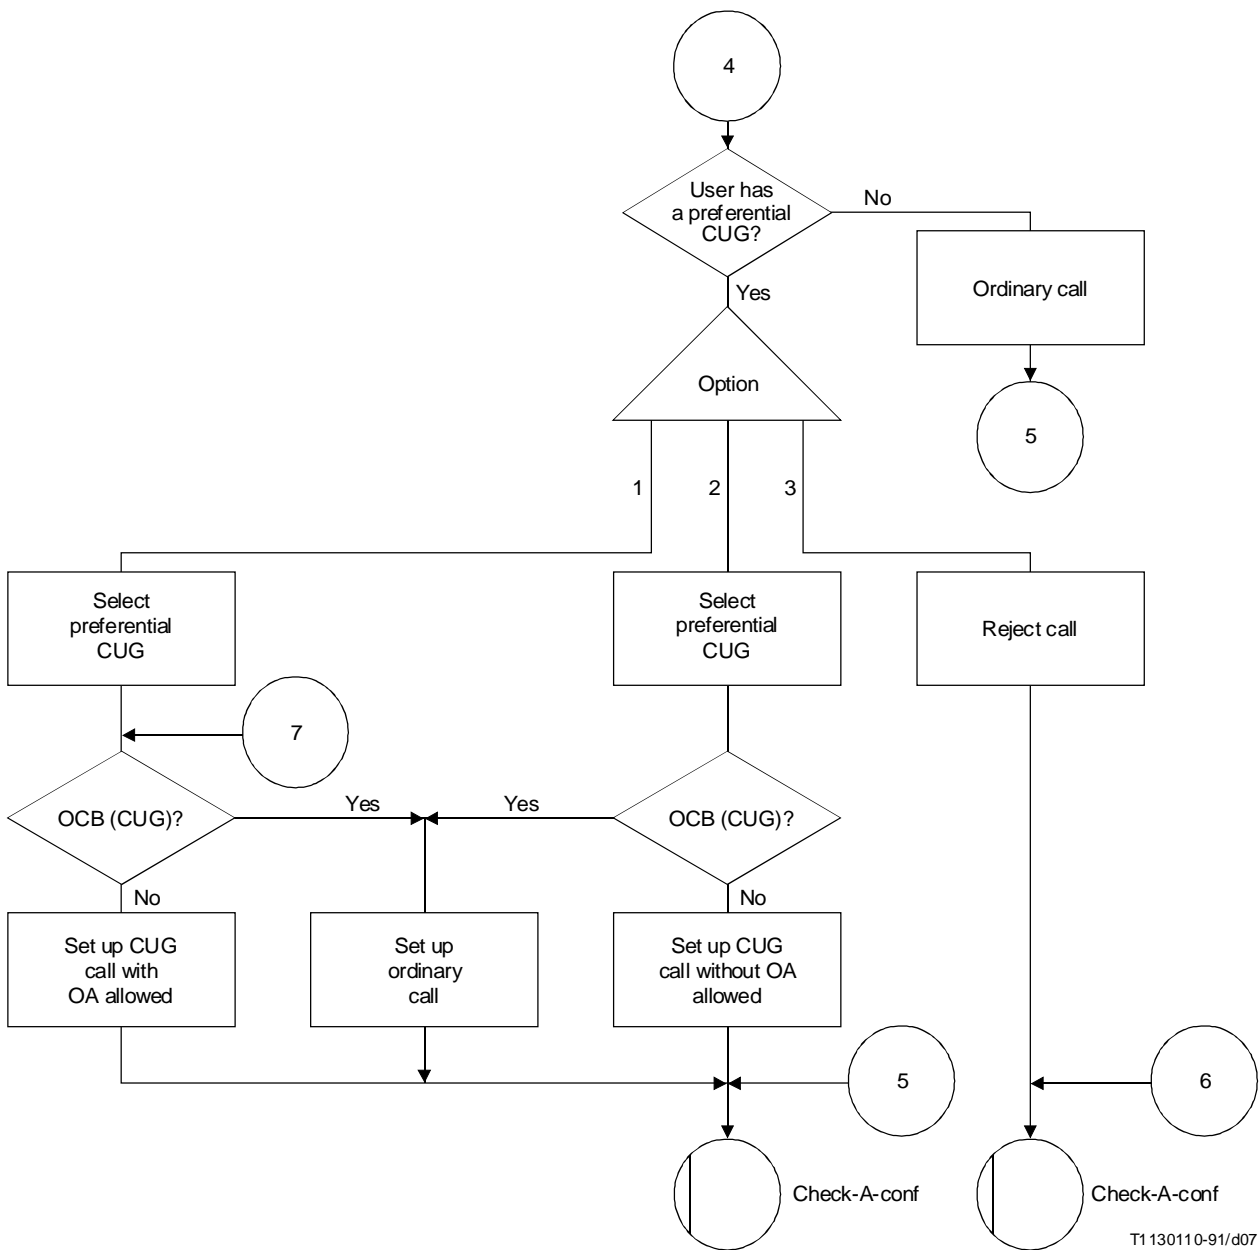 4
User has
a preferential
CUG?
No
Ordinary call
Yes
Option
5
1
2
3
Select
preferential
CUG
Select
preferential
CUG
Reject call
7
OCB (CUG)?
Yes
Yes
OCB (CUG)?
No
No
Set up CUG
call with
OA allowed
Set up
ordinary
call
Set up CUG
call without OA
allowed
5
6
Check-A-conf
Check-A-conf
T1130110-91/d07